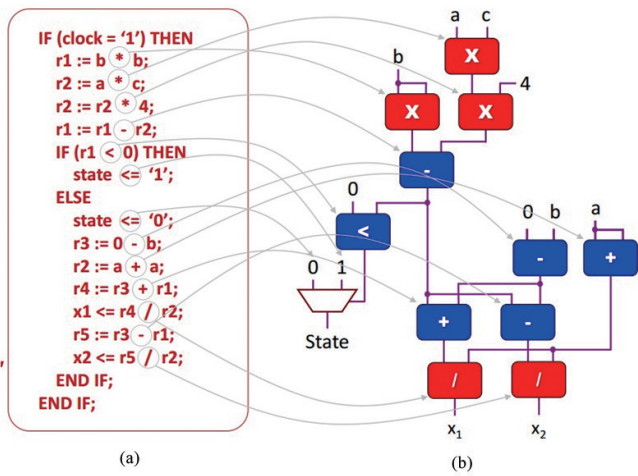 IF (clock = ‘1’) THEN
r1 := b * b;
r2 := a * c;
r2 := r2 * 4;
r1 := r1 - r2;
IF (r1 < 0) THEN
state <= ‘1’;
ELSE
state <= ‘0’;
r3 := 0 - b;
r2 := a + a;
r4 := r3 + r1;
x1 <= r4 / r2;
r5 := r3 - r1;
x2 <= r5 / r2;
END IF;
END IF;
,
(a)
a c
X
b
X X 4
-
0
<
0 1
State
0 b a
- +
+ -
/ /
x₁ x₂
(b)